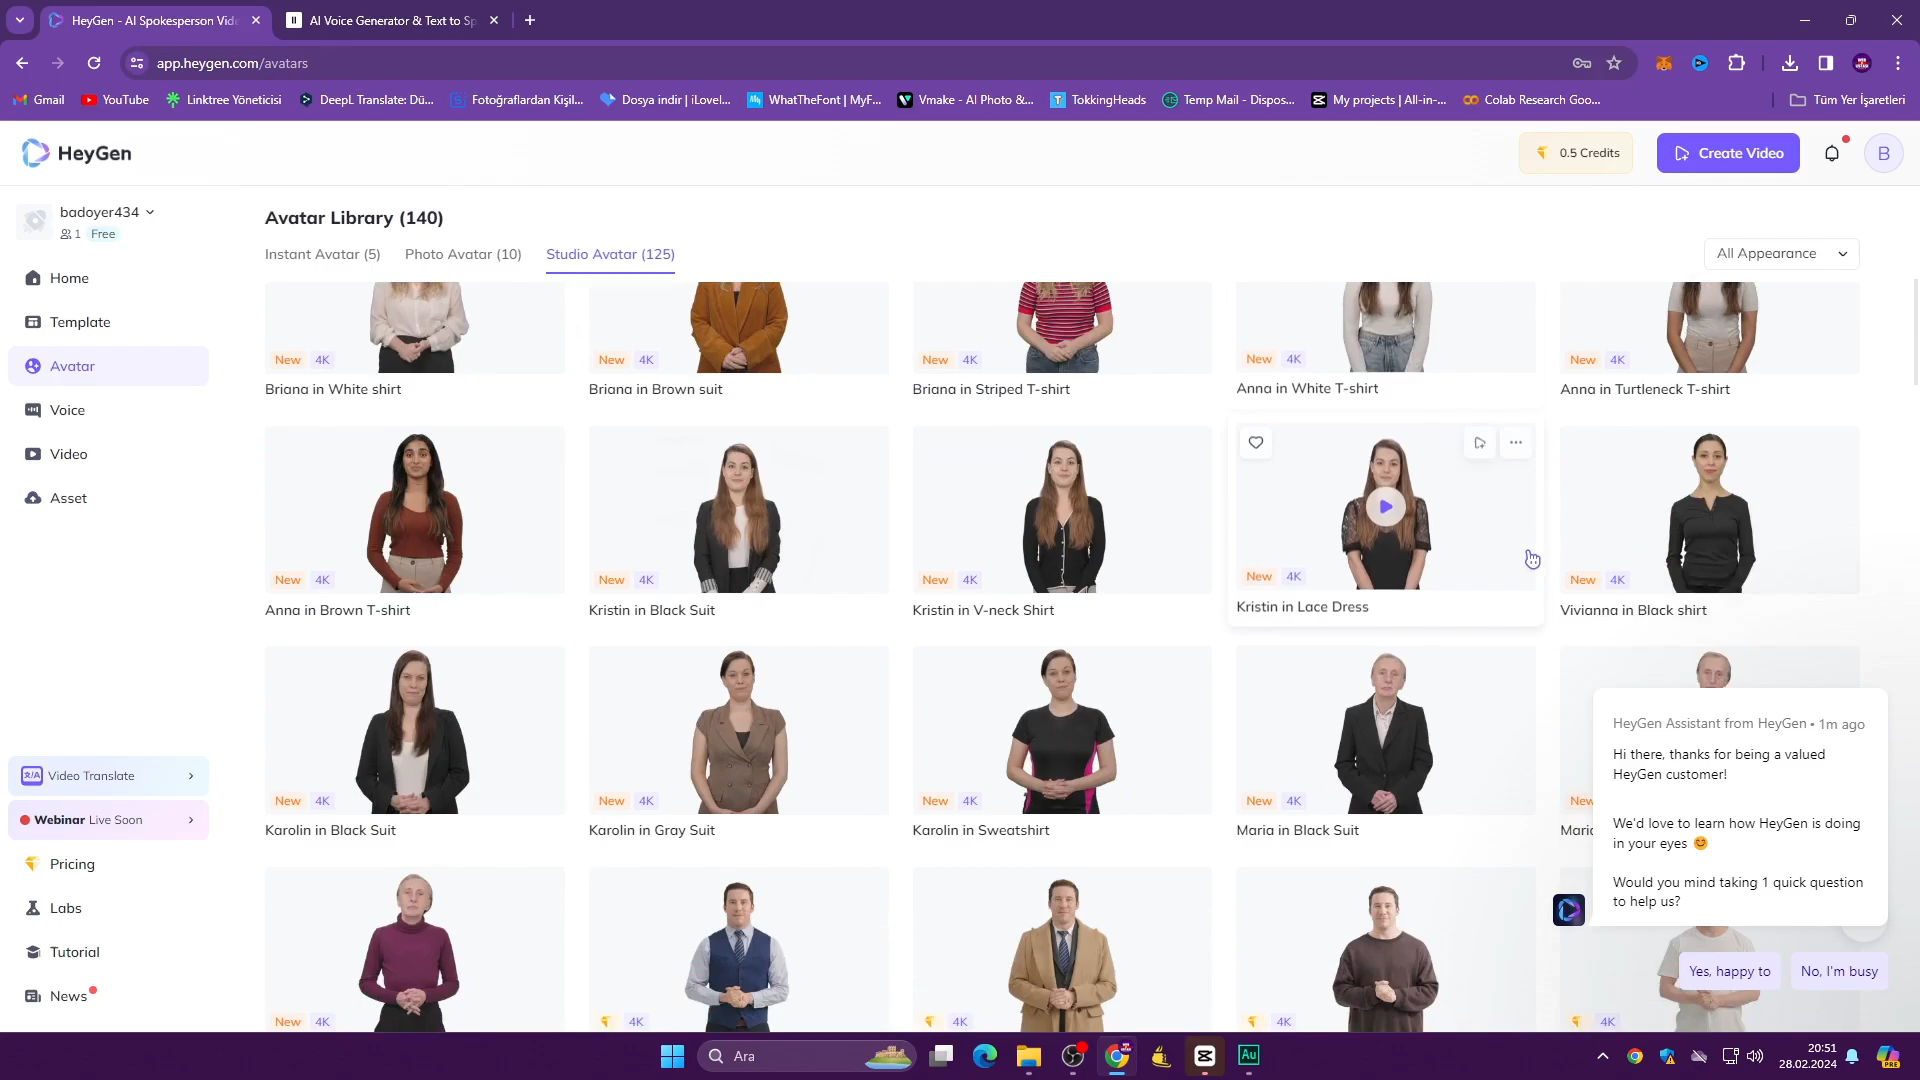 HeyGen - AI Spokesperson Vide
AI Voice Generator & Text to Sp
app.heygen.com/avatars
Gmail
YouTube
Linktree Yöneticisi
DeepL Translate: Dü...
Fotoğraflardan Kişil...
Dosya indir | iLoveI...
WhatTheFont | MyF...
Vmake - AI Photo &...
TokkingHeads
Temp Mail - Dispos...
My projects | All-in-...
Colab Research Goo...
Tüm Yer İşaretleri
HeyGen
0.5 Credits
Create Video
B
badoyer434
1 Free
Home
Template
Avatar
Voice
Video
Asset
Video Translate
Webinar Live Soon
Pricing
Labs
Tutorial
News
Avatar Library (140)
Instant Avatar (5)
Photo Avatar (10)
Studio Avatar (125)
All Appearance
New 4K
New 4K
New 4K
New 4K
New 4K
Briana in White shirt
Briana in Brown suit
Briana in Striped T-shirt
Anna in White T-shirt
Anna in Turtleneck T-shirt
New 4K
New 4K
New 4K
New 4K
New 4K
Anna in Brown T-shirt
Kristin in Black Suit
Kristin in V-neck Shirt
Kristin in Lace Dress
Vivianna in Black shirt
New 4K
New 4K
New 4K
New 4K
New
Karolin in Black Suit
Karolin in Gray Suit
Karolin in Sweatshirt
Maria in Black Suit
Maria
New 4K
4K
4K
4K
4K
HeyGen Assistant from HeyGen • 1m ago
Hi there, thanks for being a valued
HeyGen customer!
We'd love to learn how HeyGen is doing
in your eyes 😊
Would you mind taking 1 quick question
to help us?
Yes, happy to
No, I'm busy
Ara
Au
20:51
28.02.2024
PRE